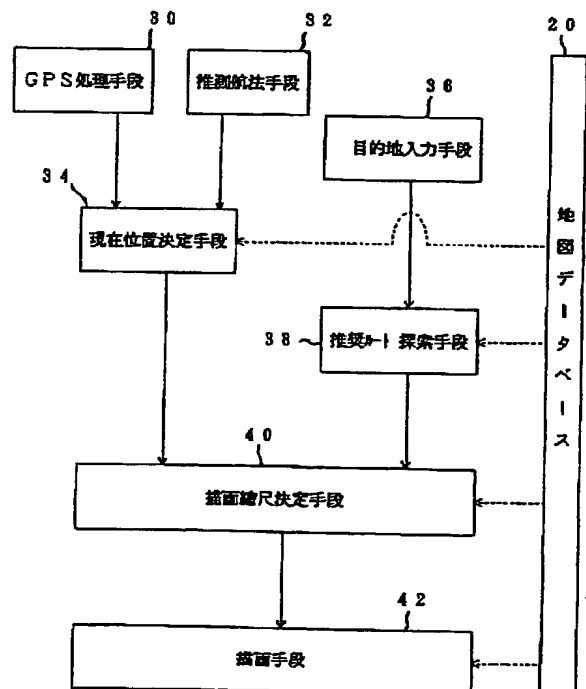 30
32
20
GPS処理手段
推測航法手段
36
目的地入力手段
34
現在位置決定手段
地図データベース
38
推奨ルート探索手段
40
描画縮尺決定手段
42
描画手段